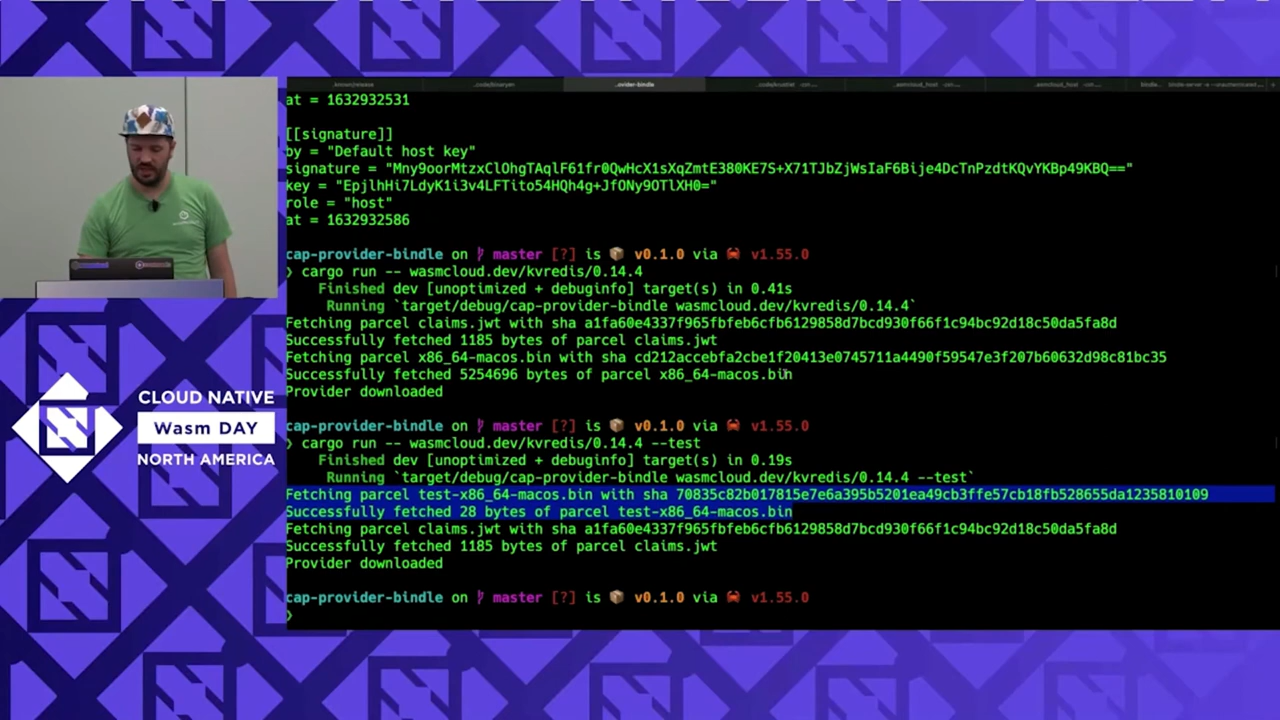 at = 1632932531
[[signature]]
by = "Default host key"
signature = "Mny9oorMtzxClOhgTAqlF61fr0QwHcX1sXqZmtE380KE7S+X71TJbZjWsIaF6Bije4DcTnPzdtKQvYKBp49KBQ=="
key = "EpjlhHi7LdyK1i3v4LFTito54HQh4g+JfONy9OTlXH0="
role = "host"
at = 1632932586
cap-provider-bindle on master [?] is 📦 v0.1.0 via 🦀 v1.55.0
❯ cargo run -- wasmcloud.dev/kvredis/0.14.4
Finished dev [unoptimized + debuginfo] target(s) in 0.41s
Running `target/debug/cap-provider-bindle wasmcloud.dev/kvredis/0.14.4`
Fetching parcel claims.jwt with sha a1fa60e4337f965fbfeb6cfb6129858d7bcd930f66f1c94bc92d18c50da5fa8d
Successfully fetched 1185 bytes of parcel claims.jwt
Fetching parcel x86_64-macos.bin with sha cd212accebfa2cbe1f20413e0745711a4490f59547e3f207b60632d98c81bc35
Successfully fetched 5254696 bytes of parcel x86_64-macos.bin
Provider downloaded
cap-provider-bindle on master [?] is 📦 v0.1.0 via 🦀 v1.55.0
❯ cargo run -- wasmcloud.dev/kvredis/0.14.4 --test
Finished dev [unoptimized + debuginfo] target(s) in 0.19s
Running `target/debug/cap-provider-bindle wasmcloud.dev/kvredis/0.14.4 --test`
Fetching parcel test-x86_64-macos.bin with sha 70835c82b017815e7e6a395b5201ea49cb3ffe57cb18fb528655da1235810109
Successfully fetched 28 bytes of parcel test-x86_64-macos.bin
Fetching parcel claims.jwt with sha a1fa60e4337f965fbfeb6cfb6129858d7bcd930f66f1c94bc92d18c50da5fa8d
Successfully fetched 1185 bytes of parcel claims.jwt
Provider downloaded
cap-provider-bindle on master [?] is 📦 v0.1.0 via 🦀 v1.55.0
❯
CLOUD NATIVE
Wasm DAY
NORTH AMERICA